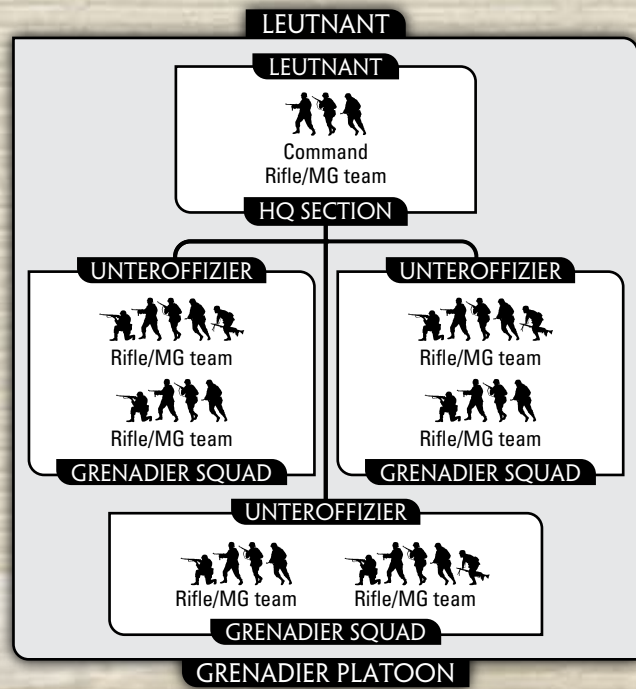 LEUTNANT
LEUTNANT
Command
Rifle/MG team
HQ SECTION
UNTEROFFIZIER
Rifle/MG team
Rifle/MG team
GRENADIER SQUAD
UNTEROFFIZIER
Rifle/MG team
Rifle/MG team
GRENADIER SQUAD
UNTEROFFIZIER
Rifle/MG team
Rifle/MG team
GRENADIER SQUAD
GRENADIER PLATOON